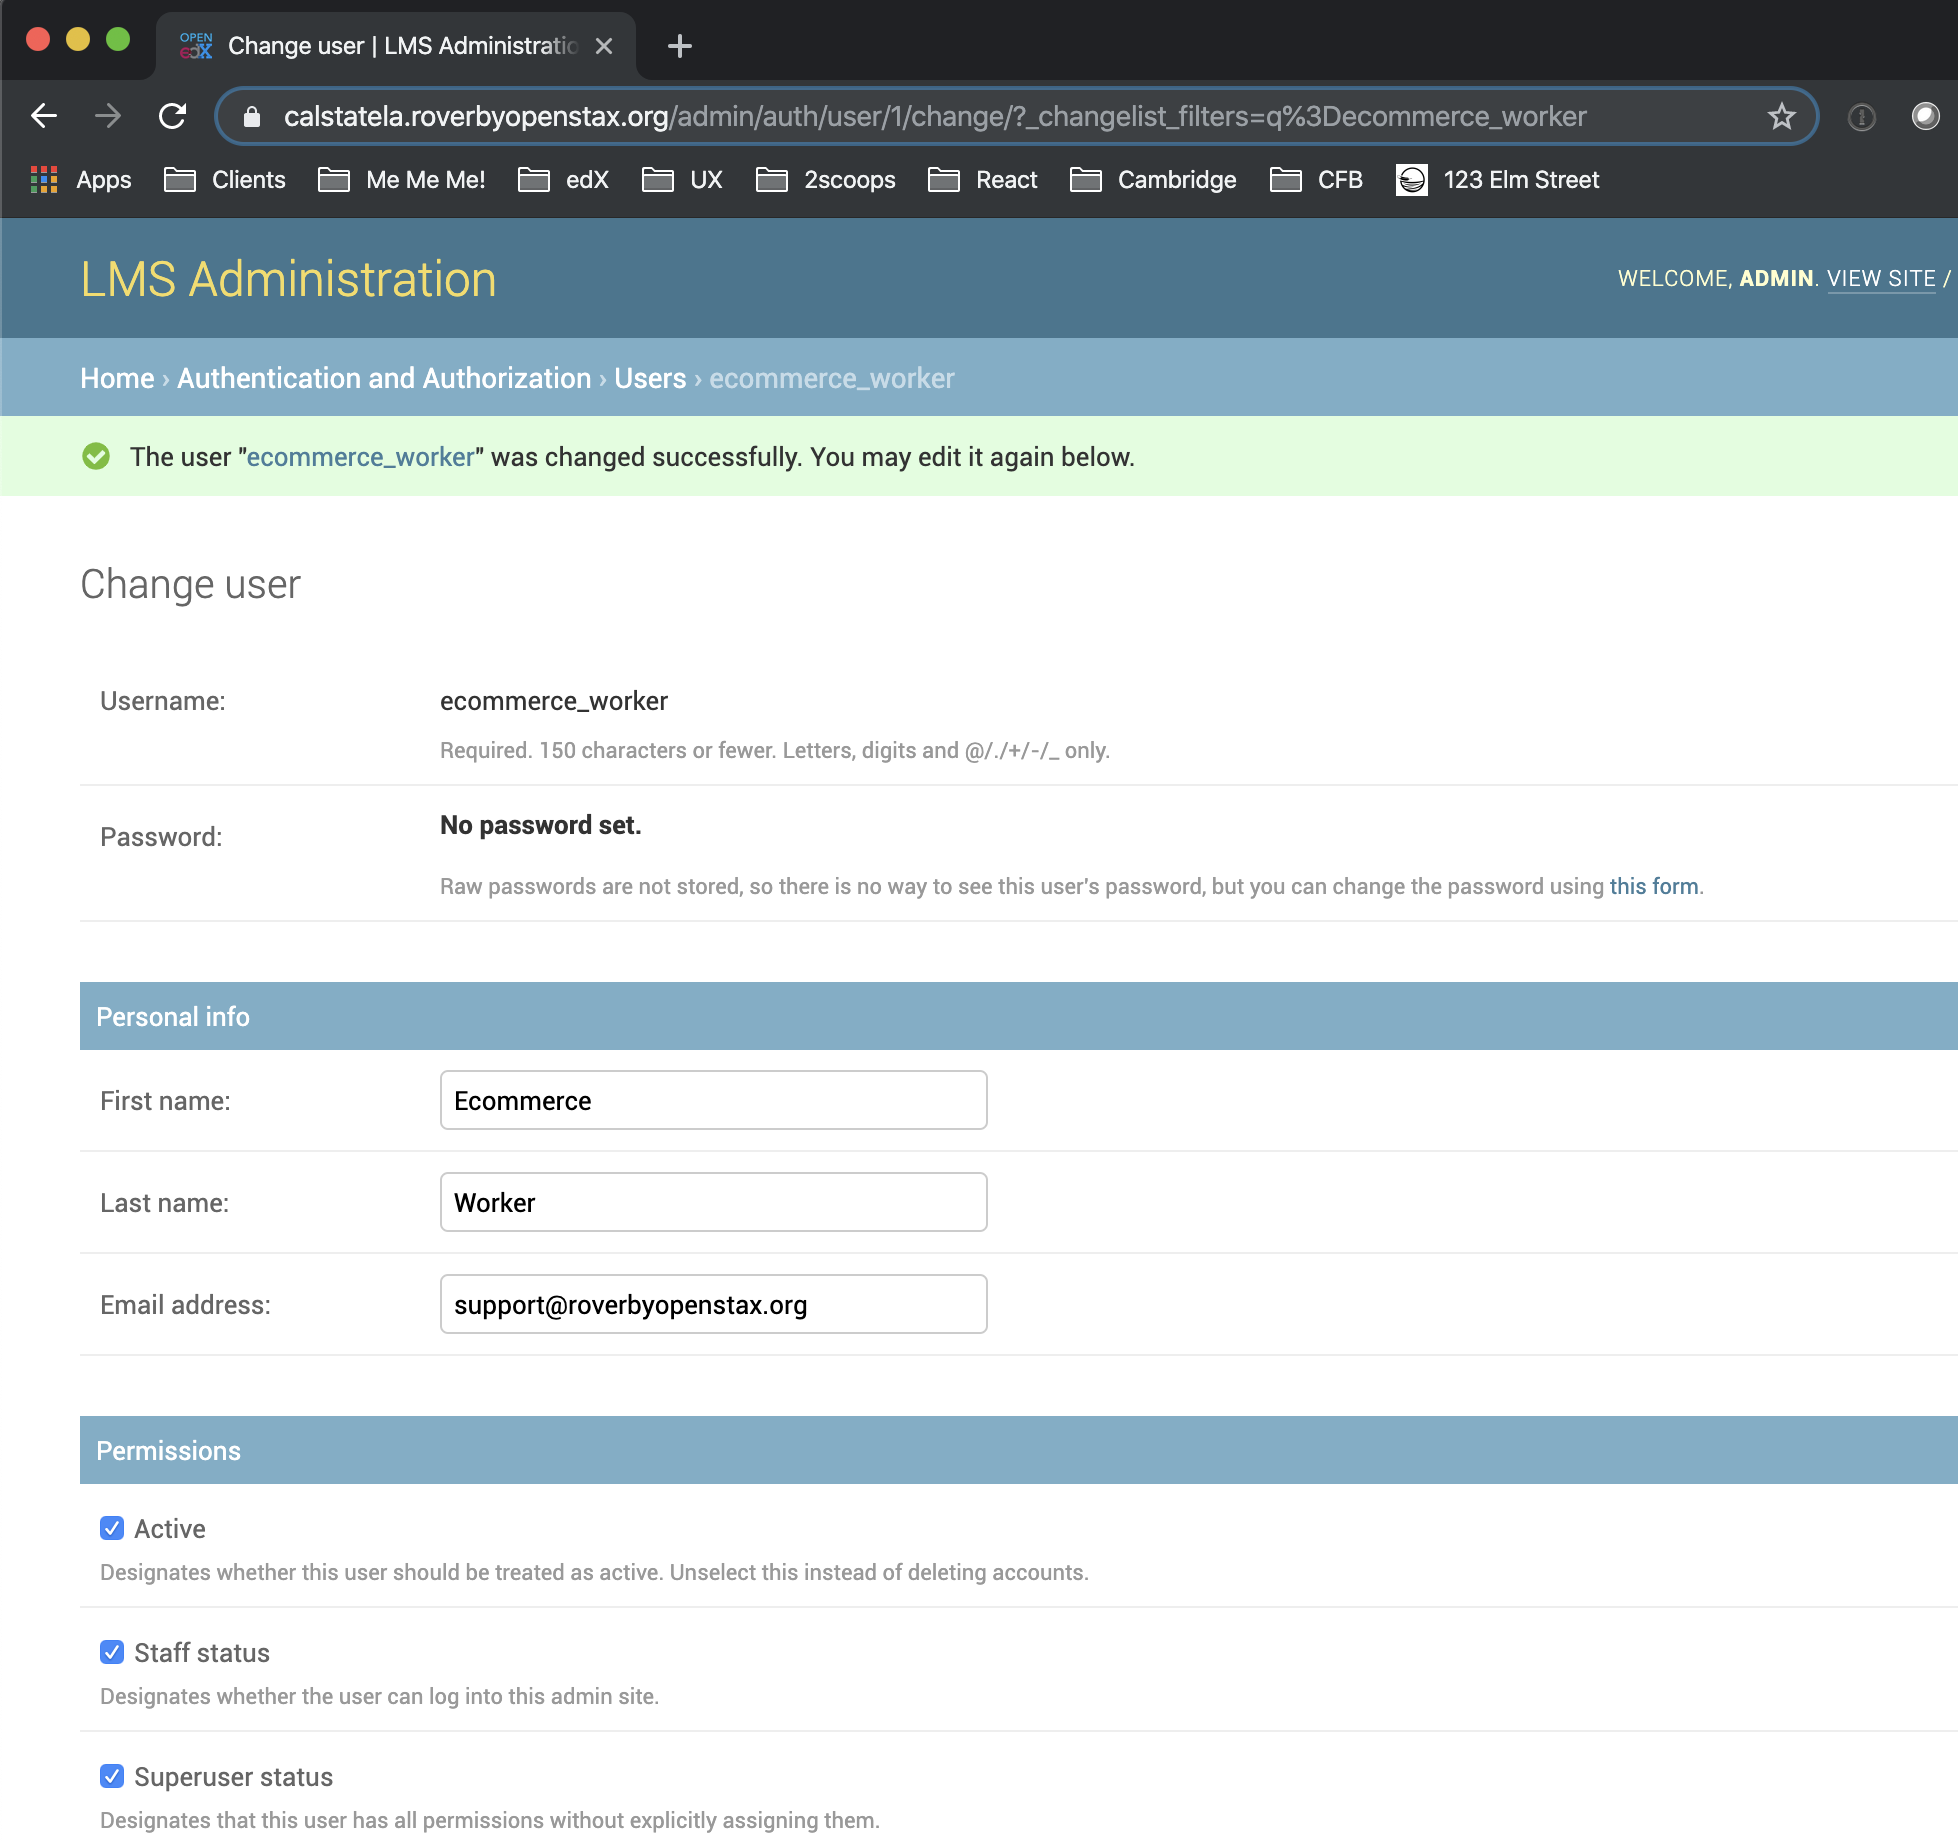 OPEN edX Change user | LMS Administratio
calstatela.roverbyopenstax.org/admin/auth/user/1/change/?_changelist_filters=q%3Decommerce_worker
Apps Clients Me Me Me! edX UX 2scoops React Cambridge CFB 123 Elm Street
LMS Administration
WELCOME, ADMIN. VIEW SITE /
Home › Authentication and Authorization › Users › ecommerce_worker
The user "ecommerce_worker" was changed successfully. You may edit it again below.
Change user
Username: ecommerce_worker
Required. 150 characters or fewer. Letters, digits and @/./+/-/_ only.
Password: No password set.
Raw passwords are not stored, so there is no way to see this user's password, but you can change the password using this form.
Personal info
First name: Ecommerce
Last name: Worker
Email address: support@roverbyopenstax.org
Permissions
Active
Designates whether this user should be treated as active. Unselect this instead of deleting accounts.
Staff status
Designates whether the user can log into this admin site.
Superuser status
Designates that this user has all permissions without explicitly assigning them.